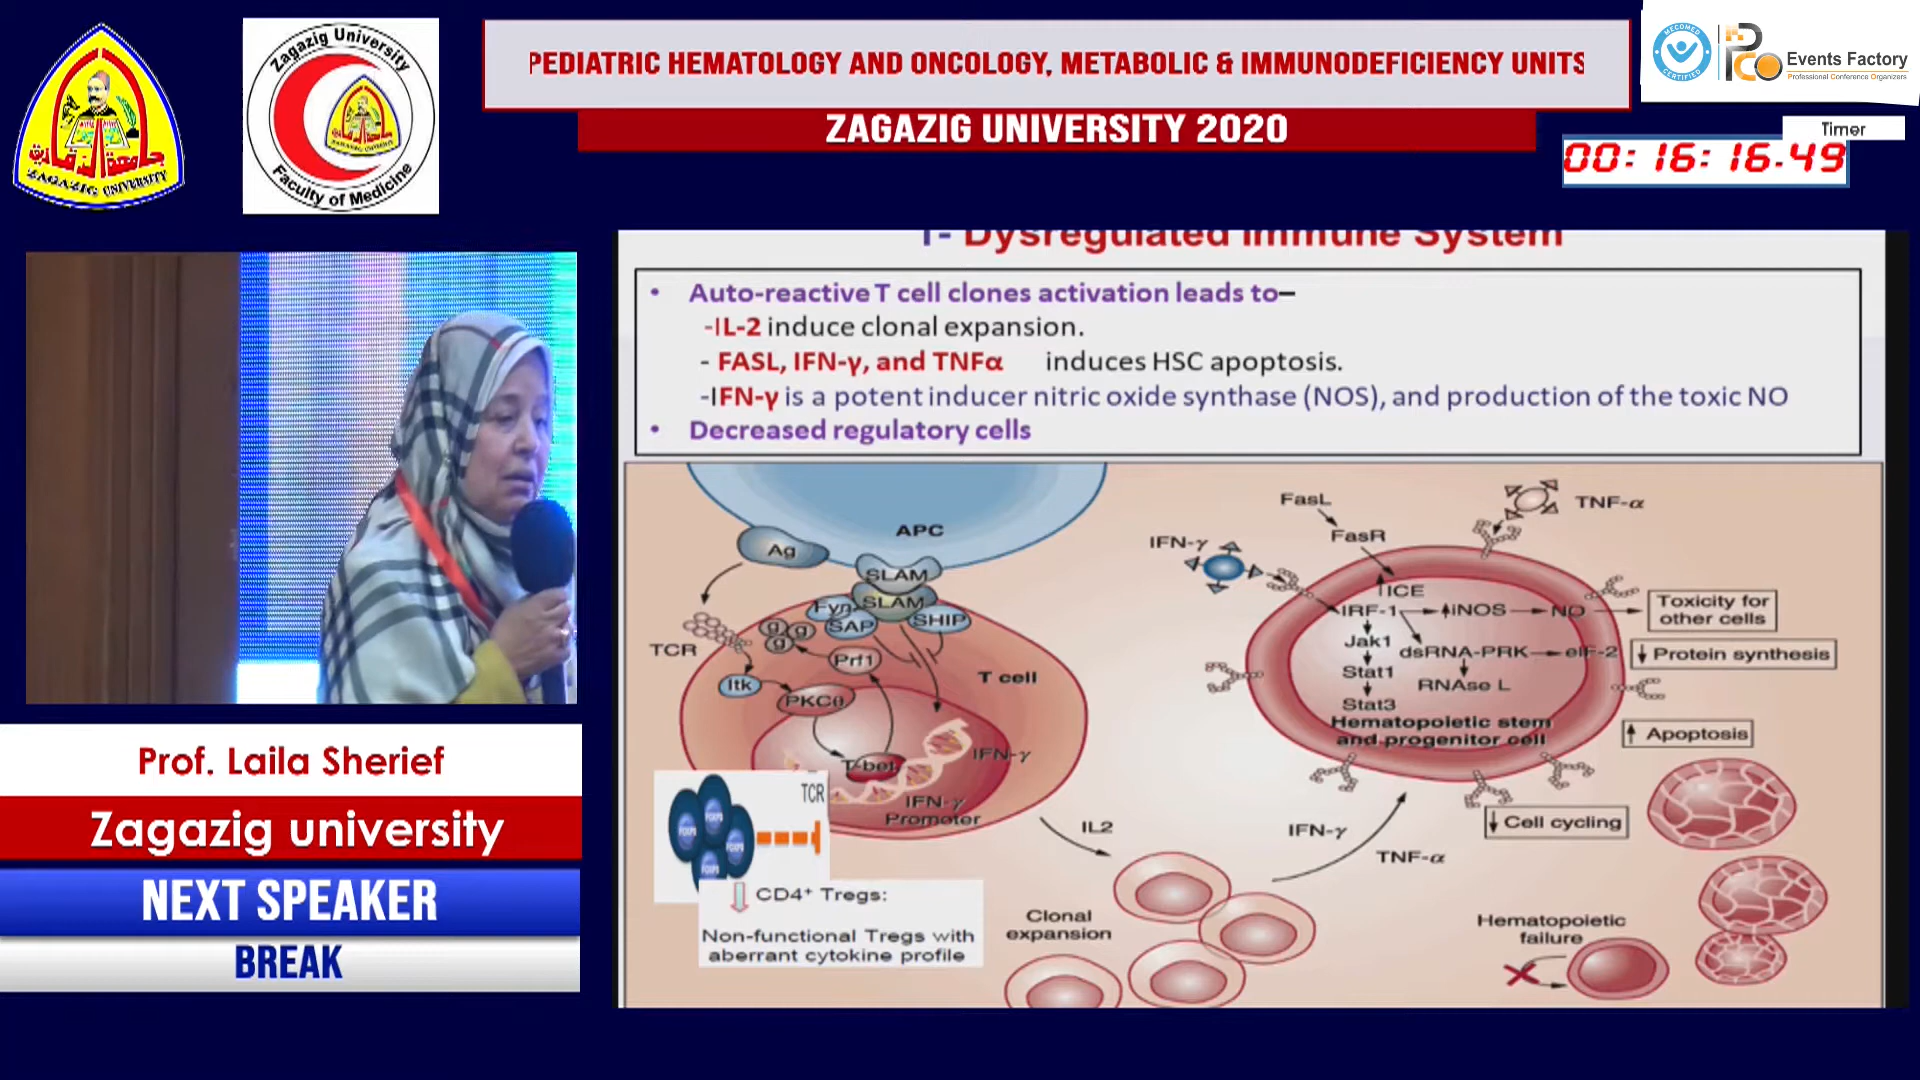 جامعة الزقازيق
ZAGAZIG UNIVERSITY
Zagazig University
Faculty of Medicine
PEDIATRIC HEMATOLOGY AND ONCOLOGY, METABOLIC & IMMUNODEFICIENCY UNITS
ZAGAZIG UNIVERSITY 2020
MECOMED
CERTIFIED
Pco Events Factory
Professional Conference Organizers
Timer
00:16:16.49
1- Dysregulated Immune System
• Auto-reactive T cell clones activation leads to–
-IL-2 induce clonal expansion.
- FASL, IFN-γ, and TNFα induces HSC apoptosis.
-IFN-γ is a potent inducer nitric oxide synthase (NOS), and production of the toxic NO
• Decreased regulatory cells
APC
Ag
SLAM
SLAM
Fyn
SAP
SHIP
g g g
TCR
Prf1
Itk
PKCθ
T cell
T-bet
IFN-γ
IFN-γ
Promoter
TCR
FOXP3
FOXP3
FOXP3
FOXP3
↓ CD4⁺ Tregs:
Non-functional Tregs with
aberrant cytokine profile
IL2
Clonal
expansion
IFN-γ
TNF-α
FasL
FasR
TNF-α
IFN-γ
↑ICE
IRF-1 → ↑iNOS → NO
Toxicity for
other cells
Jak1
dsRNA-PRK → eIF-2
↓ Protein synthesis
Stat1
RNAse L
Stat3
Hematopoietic stem
and progenitor cell
↑ Apoptosis
↓ Cell cycling
Hematopoietic
failure
Prof. Laila Sherief
Zagazig university
NEXT SPEAKER
BREAK